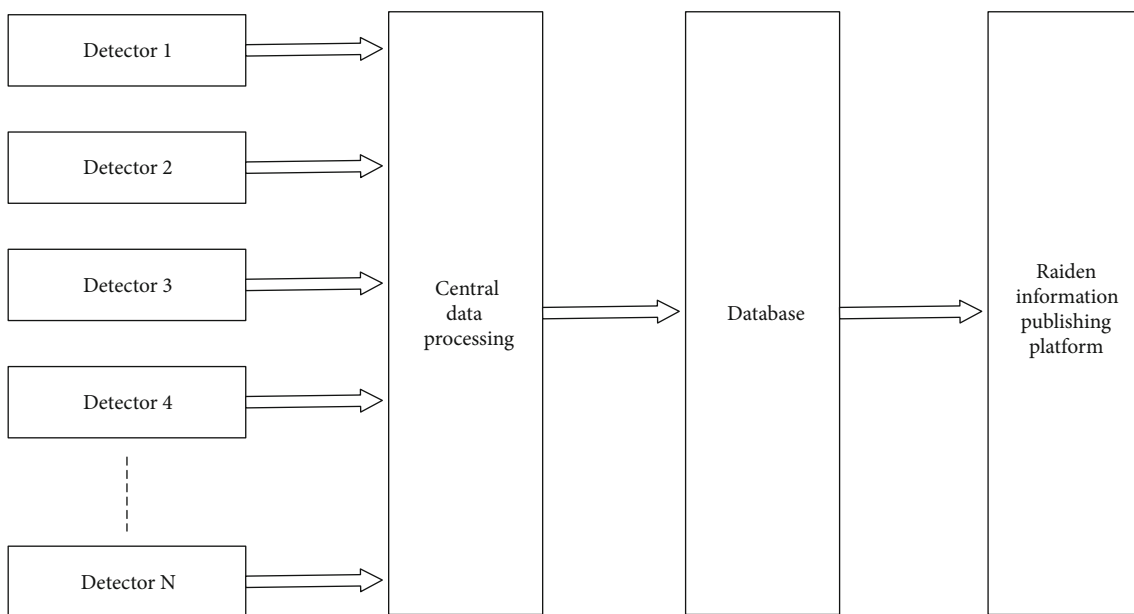 Detector 1
Detector 2
Detector 3
Detector 4
Detector N
Central
data
processing
Database
Raiden
information
publishing
platform